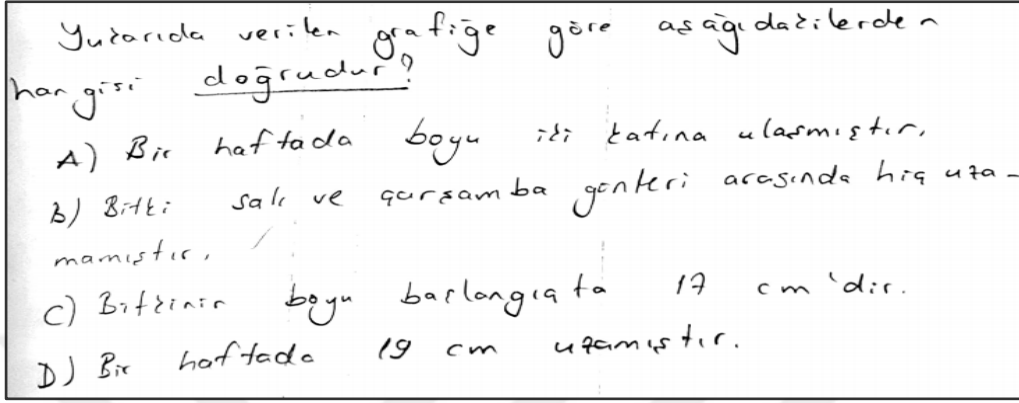 Yukarıda verilen grafiğe göre aşağıdakilerden
hangisi doğrudur?
A) Bir haftada boyu iki katına ulaşmıştır.
B) Bitki salı ve çarşamba günleri arasında hiç uza-
mamıştır.
C) Bitkinin boyu başlangıçta 17 cm'dir.
D) Bir haftada 19 cm uzamıştır.